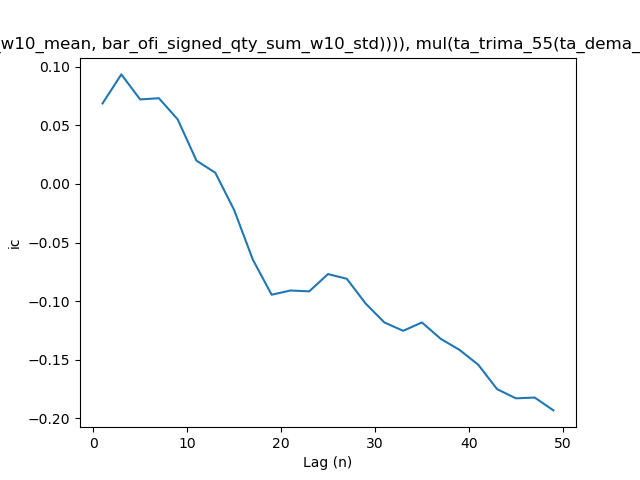 _w10_mean, bar_ofi_signed_qty_sum_w10_std)))), mul(ta_trima_55(ta_dema_
0.10
0.05
0.00
−0.05
−0.10
−0.15
−0.20
ic
0 10 20 30 40 50
Lag (n)